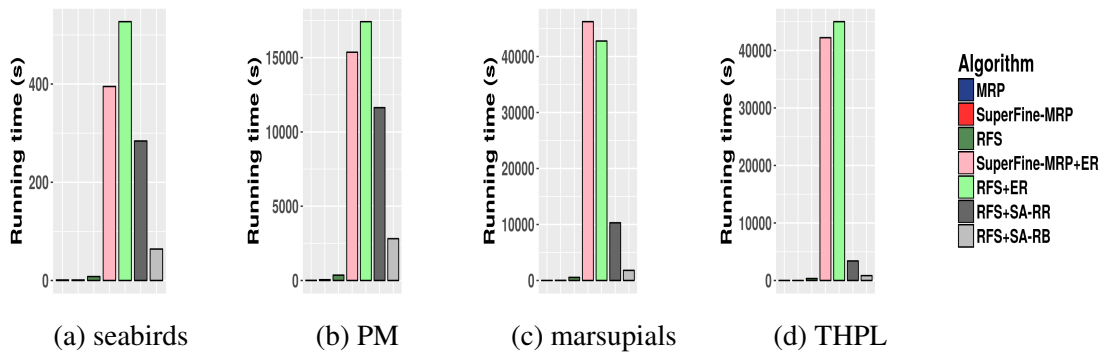 Running time (s)
400
200
0
(a) seabirds
Running time (s)
15000
10000
5000
0
(b) PM
Running time (s)
40000
30000
20000
10000
0
(c) marsupials
Running time (s)
40000
30000
20000
10000
0
(d) THPL
Algorithm
MRP
SuperFine-MRP
RFS
SuperFine-MRP+ER
RFS+ER
RFS+SA-RR
RFS+SA-RB